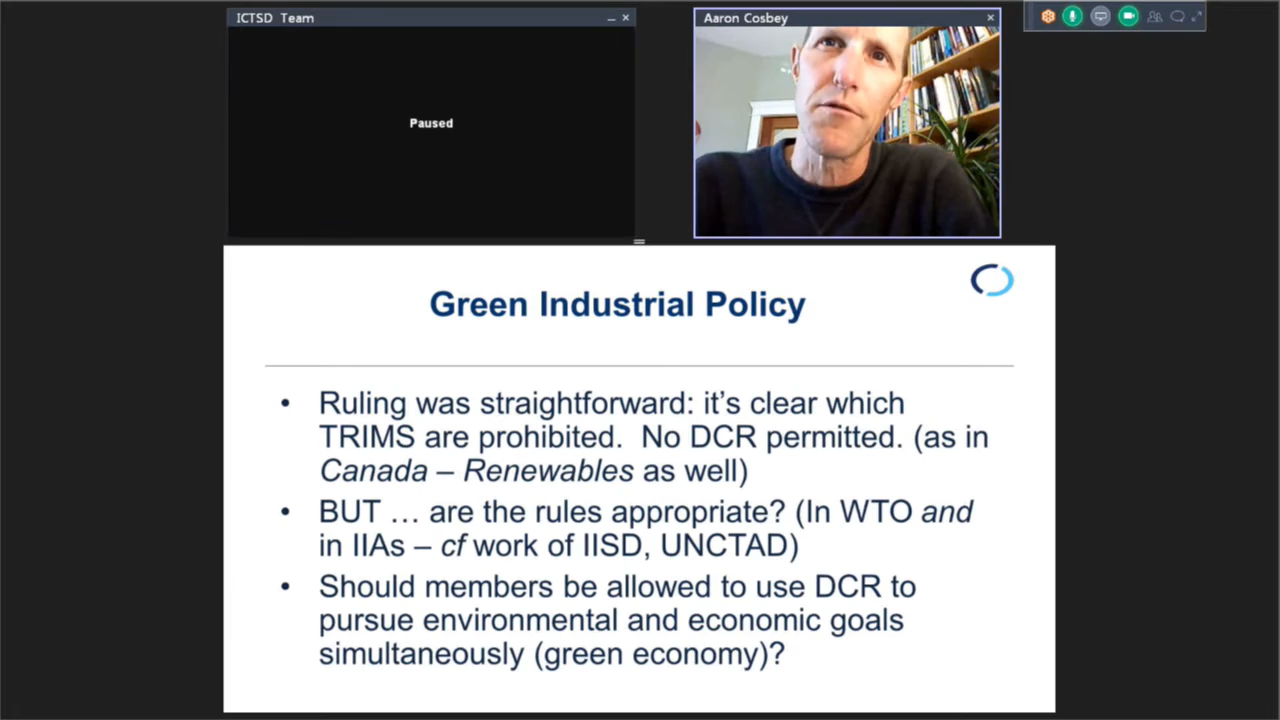 ICTSD Team
Aaron Cosbey
Paused
Green Industrial Policy
• Ruling was straightforward: it's clear which
TRIMS are prohibited.  No DCR permitted. (as in
Canada – Renewables as well)
• BUT … are the rules appropriate? (In WTO and
in IIAs – cf work of IISD, UNCTAD)
• Should members be allowed to use DCR to
pursue environmental and economic goals
simultaneously (green economy)?